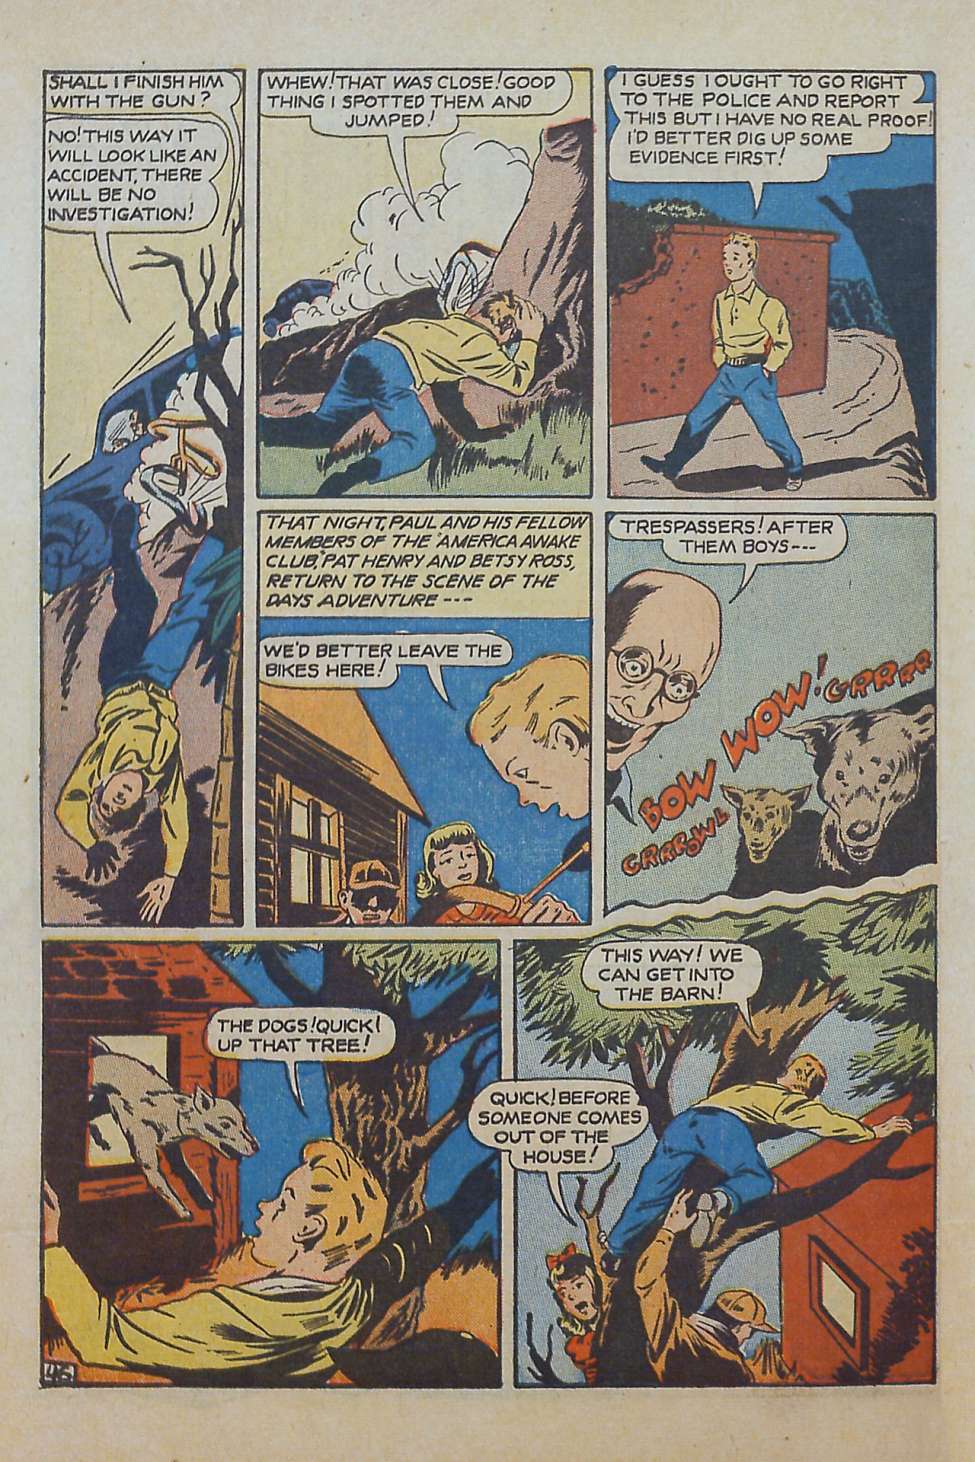 SHALL I FINISH HIM
WITH THE GUN?
NO! THIS WAY IT
WILL LOOK LIKE AN
ACCIDENT, THERE
WILL BE NO
INVESTIGATION!
WHEW! THAT WAS CLOSE! GOOD
THING I SPOTTED THEM AND
JUMPED!
I GUESS I OUGHT TO GO RIGHT
TO THE POLICE AND REPORT
THIS BUT I HAVE NO REAL PROOF!
I'D BETTER DIG UP SOME
EVIDENCE FIRST!
THAT NIGHT, PAUL AND HIS FELLOW
MEMBERS OF THE "AMERICA AWAKE
CLUB," PAT HENRY AND BETSY ROSS,
RETURN TO THE SCENE OF THE
DAYS ADVENTURE ---
WE'D BETTER LEAVE THE
BIKES HERE!
TRESPASSERS! AFTER
THEM BOYS---
BOW WOW! GRRRR
GRRROWL
THE DOGS! QUICK!
UP THAT TREE!
THIS WAY! WE
CAN GET INTO
THE BARN!
QUICK! BEFORE
SOMEONE COMES
OUT OF THE
HOUSE!
46